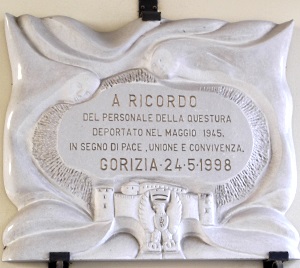 A RICORDO
DEL PERSONALE DELLA QUESTURA
DEPORTATO NEL MAGGIO 1945.
IN SEGNO DI PACE ,UNIONE E CONVIVENZA.
GORIZIA·24·5·1998